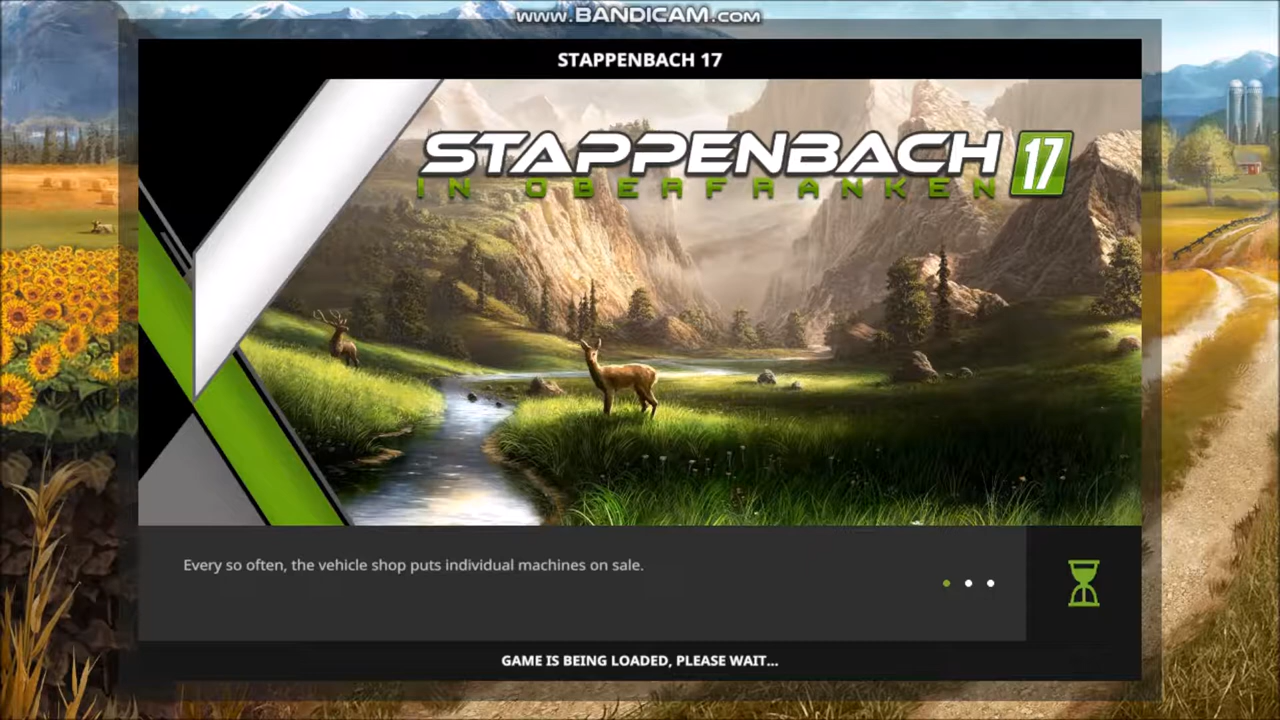 www.BANDICAM.com
STAPPENBACH 17
STAPPENBACH 17
IN OBERFRANKEN
Every so often, the vehicle shop puts individual machines on sale.
GAME IS BEING LOADED, PLEASE WAIT...